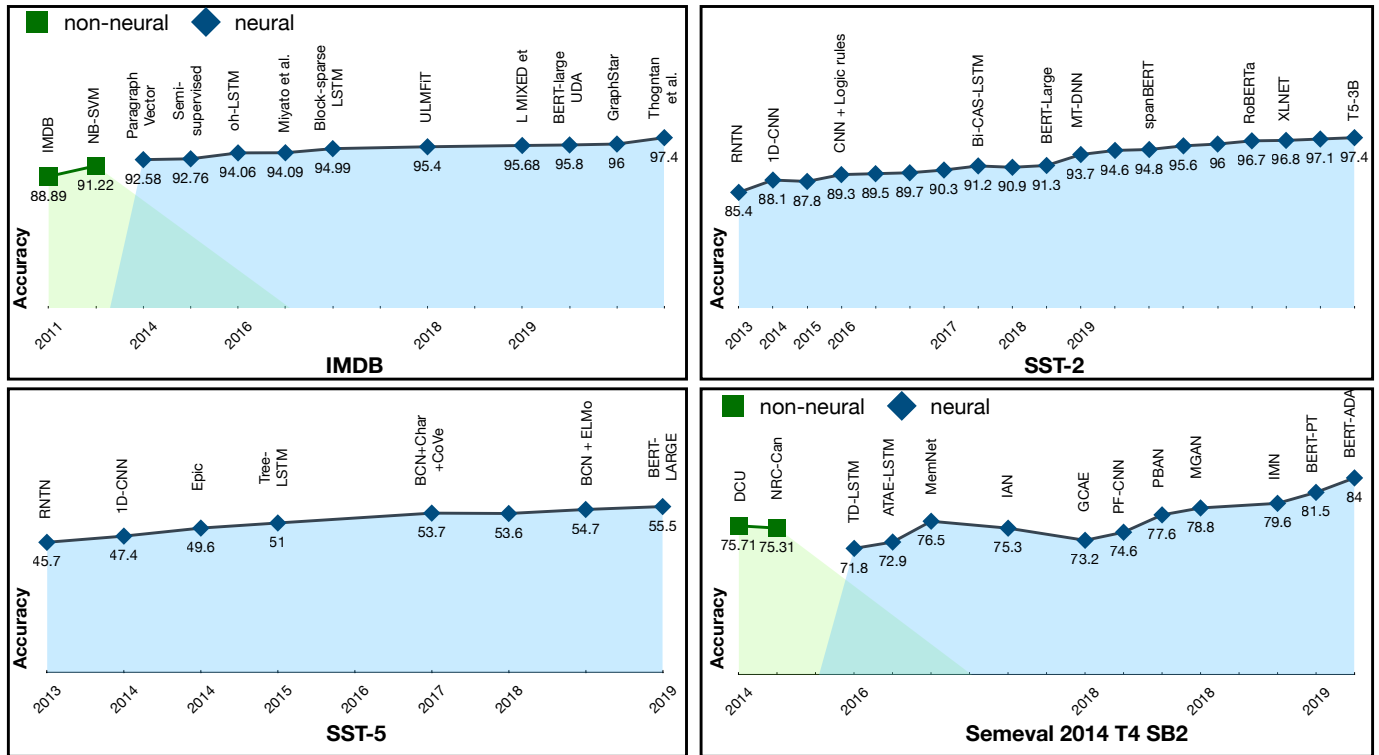 non-neural
neural
IMDB
NB-SVM
Paragraph
Vector
Semi-
supervised
oh-LSTM
Miyato et al.
Block-sparse
LSTM
ULMFiT
L MIXED et
BERT-large
UDA
GraphStar
Thogntan
et al.
88.89
91.22
92.58
92.76
94.06
94.09
94.99
95.4
95.68
95.8
96
97.4
Accuracy
2011
2014
2016
2018
2019
IMDB
RNTN
1D-CNN
CNN + Logic rules
Bi-CAS-LSTM
BERT-Large
MT-DNN
spanBERT
RoBERTa
XLNET
T5-3B
85.4
88.1
87.8
89.3
89.5
89.7
90.3
91.2
90.9
91.3
93.7
94.6
94.8
95.6
96
96.7
96.8
97.1
97.4
Accuracy
2013
2014
2015
2016
2017
2018
2019
SST-2
RNTN
1D-CNN
Epic
Tree-
LSTM
BCN+Char
+CoVe
BCN + ELMo
BERT-
LARGE
45.7
47.4
49.6
51
53.7
53.6
54.7
55.5
Accuracy
2013
2014
2014
2015
2016
2017
2018
2019
SST-5
non-neural
neural
DCU
NRC-Can
TD-LSTM
ATAE-LSTM
MemNet
IAN
GCAE
PF-CNN
PBAN
MGAN
IMN
BERT-PT
BERT-ADA
75.71
75.31
71.8
72.9
76.5
75.3
73.2
74.6
77.6
78.8
79.6
81.5
84
Accuracy
2014
2016
2018
2018
2019
Semeval 2014 T4 SB2